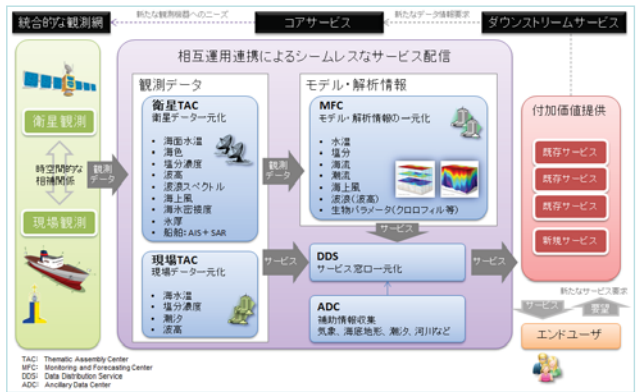 統合的な観測網
新たな観測機器へのニーズ
コアサービス
新たなデータ情報要求
ダウンストリームサービス
相互運用連携によるシームレスなサービス配信
衛星観測
時空間的な
相補関係
現場観測
観測
データ
観測データ
衛星TAC
衛星データ一元化
• 海面水温
• 海色
• 塩分濃度
• 波高
• 波浪スペクトル
• 海上風
• 海氷密接度
• 氷厚
• 船舶:AIS+SAR
現場TAC
現場データ一元化
• 海水温
• 塩分濃度
• 潮汐
• 波高
観測
データ
サービス
モデル・解析情報
MFC
モデル・解析情報の一元化
• 水温
• 塩分
• 海流
• 潮流
• 海上風
• 波浪(波高)
• 生物パラメータ(クロロフィル等)
サービス
DDS
サービス窓口一元化
ADC
補助情報収集
気象、海底地形、潮汐、河川など
サービス
付加価値提供
既存サービス
既存サービス
既存サービス
新規サービス
新たなサービス要求
サービス
要望
エンドユーザ
TAC: Thematic Assembly Center
MFC: Monitoring and Forecasting Center
DDS: Data Distribution Service
ADC: Ancillary Data Center